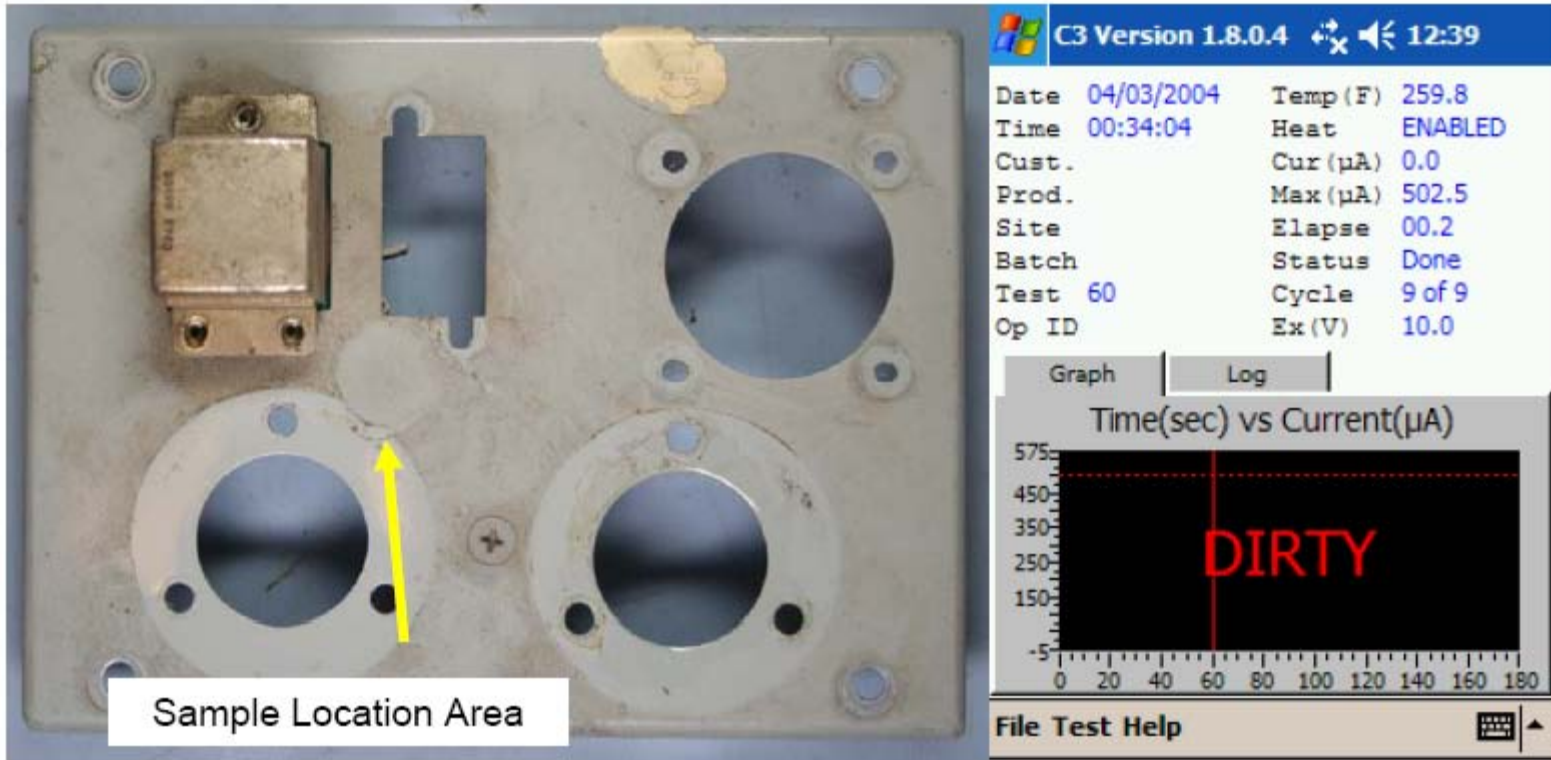 Sample Location Area
C3 Version 1.8.0.4 12:39
Date 04/03/2004 Temp(F) 259.8
Time 00:34:04 Heat ENABLED
Cust. Cur(µA) 0.0
Prod. Max(µA) 502.5
Site Elapse 00.2
Batch Status Done
Test 60 Cycle 9 of 9
Op ID Ex(V) 10.0
Graph Log
Time(sec) vs Current(µA)
575
450
350
250
150
-5
DIRTY
0 20 40 60 80 100 120 140 160 180
File Test Help